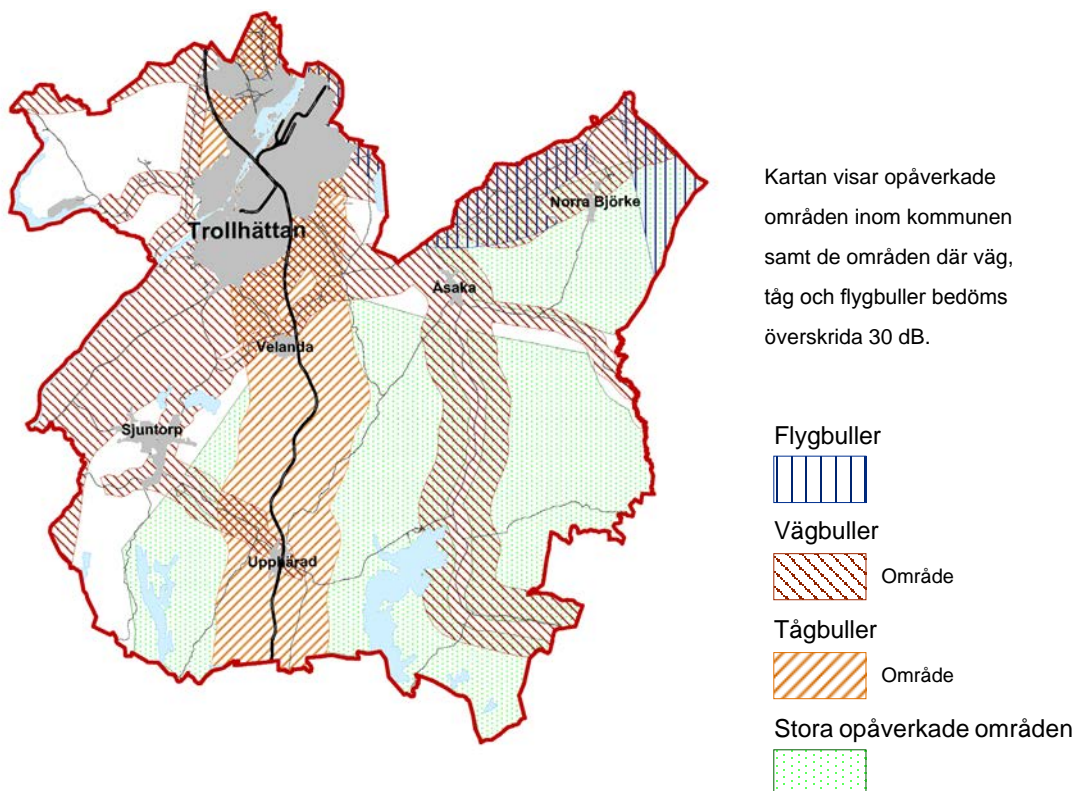 Norra Björke
Trollhättan
Åsaka
Velanda
Sjuntorp
Upphärad
Kartan visar opåverkade
områden inom kommunen
samt de områden där väg,
tåg och flygbuller bedöms
överskrida 30 dB.
Flygbuller
Vägbuller
Område
Tågbuller
Område
Stora opåverkade områden